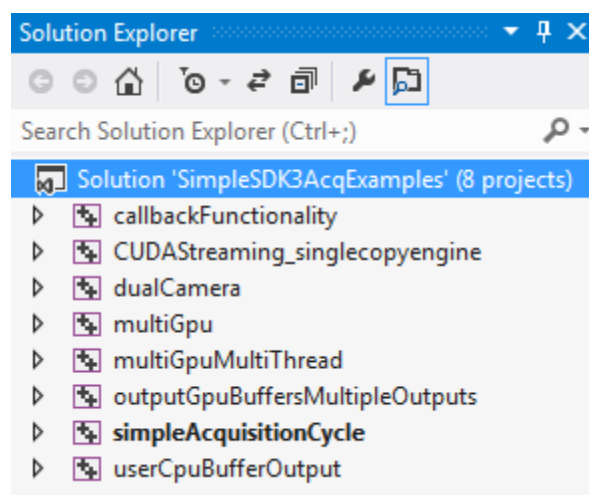 Solution Explorer
Search Solution Explorer (Ctrl+;)
Solution 'SimpleSDK3AcqExamples' (8 projects)
callbackFunctionality
CUDAStreaming_singlecopyengine
dualCamera
multiGpu
multiGpuMultiThread
outputGpuBuffersMultipleOutputs
simpleAcquisitionCycle
userCpuBufferOutput